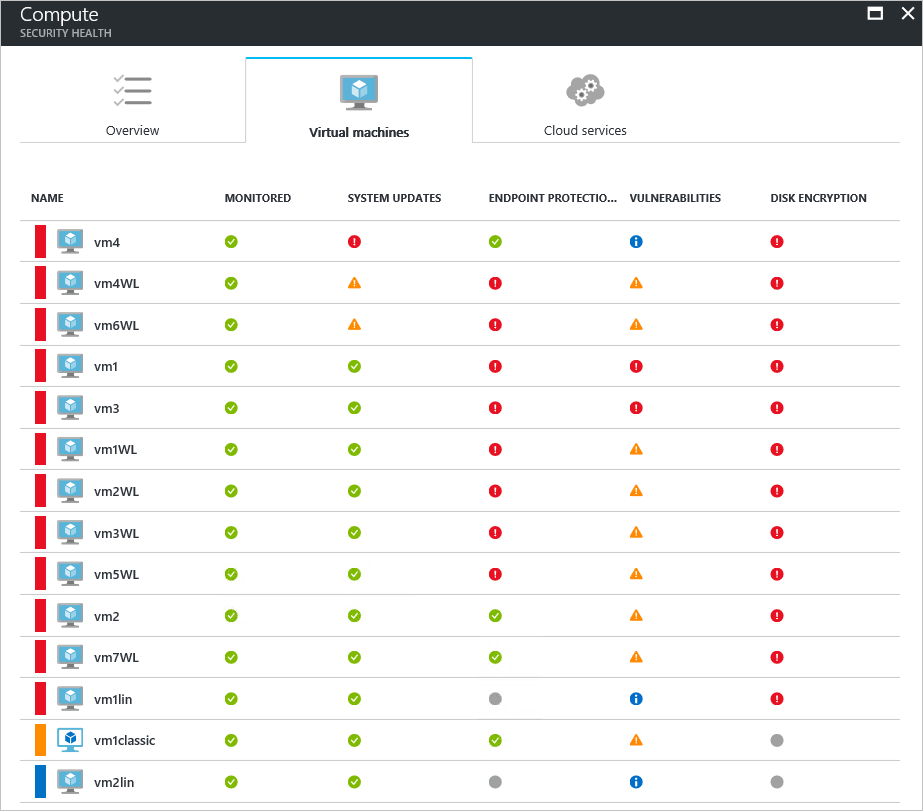 Compute
SECURITY HEALTH
Overview
Virtual machines
Cloud services
NAME MONITORED SYSTEM UPDATES ENDPOINT PROTECTIO... VULNERABILITIES DISK ENCRYPTION
vm4
vm4WL
vm6WL
vm1
vm3
vm1WL
vm2WL
vm3WL
vm5WL
vm2
vm7WL
vm1lin
vm1classic
vm2lin